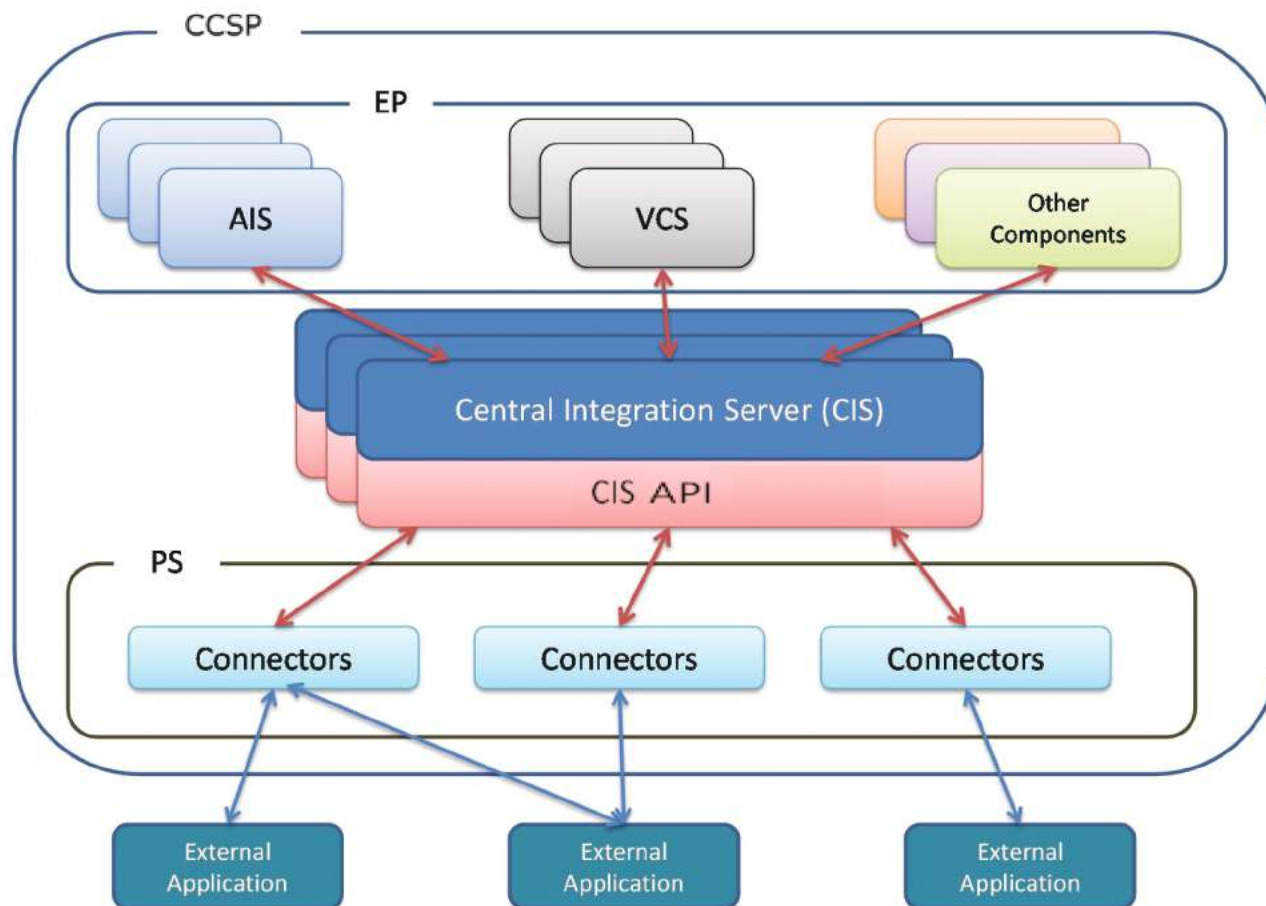 CCSP
EP
AIS
VCS
Other
Components
Central Integration Server (CIS)
CIS API
PS
Connectors
Connectors
Connectors
External
Application
External
Application
External
Application